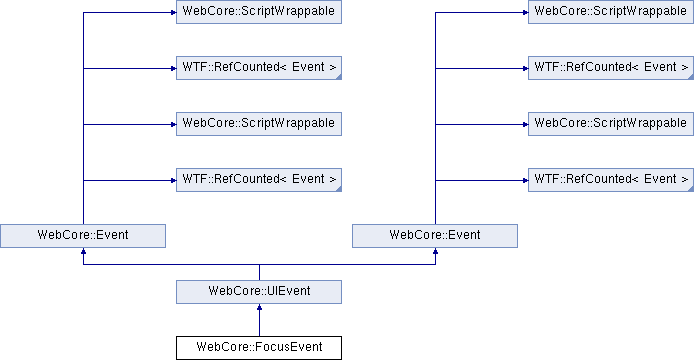 WebCore::ScriptWrappable
WebCore::ScriptWrappable
WTF::RefCounted< Event >
WTF::RefCounted< Event >
WebCore::ScriptWrappable
WebCore::ScriptWrappable
WTF::RefCounted< Event >
WTF::RefCounted< Event >
WebCore::Event
WebCore::Event
WebCore::UIEvent
WebCore::FocusEvent